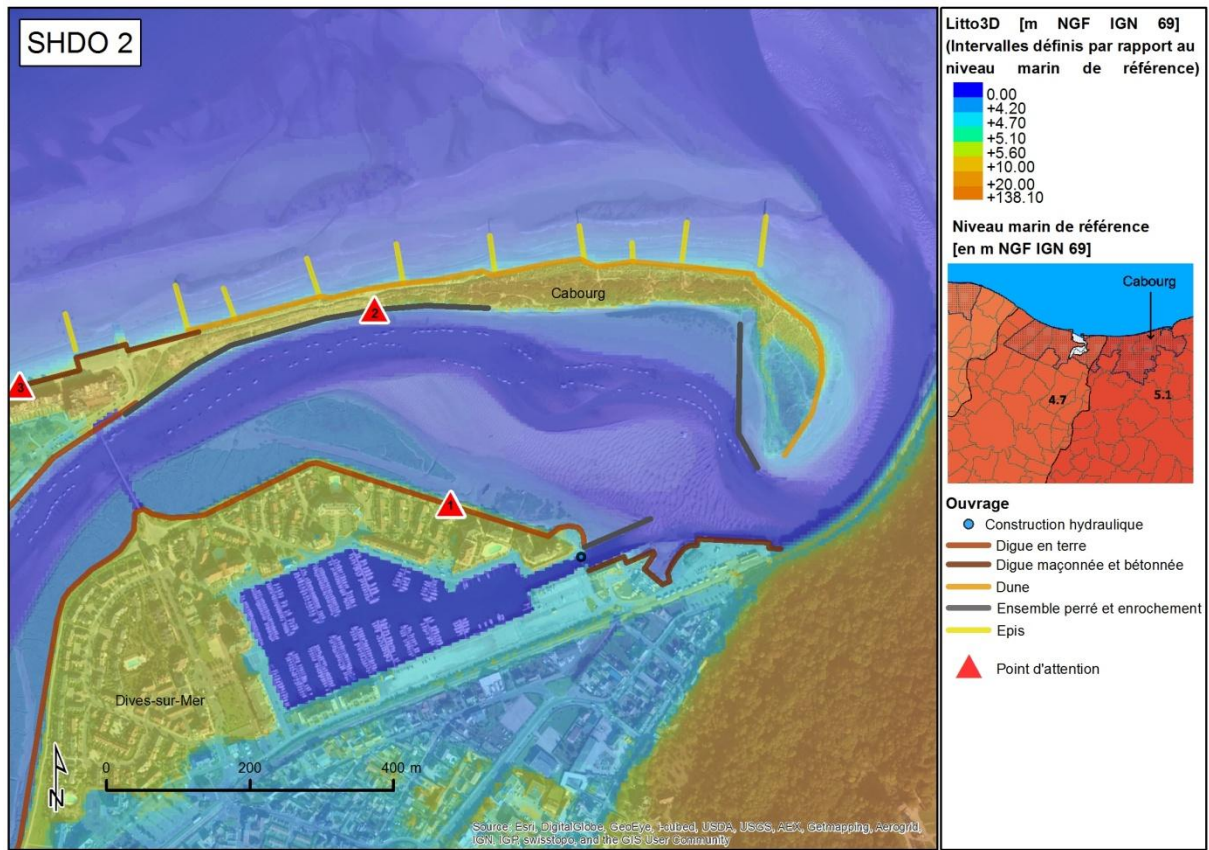 SHDO 2
Cabourg
3
2
1
Dives-sur-Mer
0 200 400 m
N
Source: Esri, DigitalGlobe, GeoEye, i-cubed, USDA, USGS, AEX, Getmapping, Aerogrid,
IGN, IGP, swisstopo, and the GIS User Community
Litto3D [m NGF IGN 69]
(Intervalles définis par rapport au
niveau marin de référence)
0.00
+4.20
+4.70
+5.10
+5.60
+10.00
+20.00
+138.10
Niveau marin de référence
[en m NGF IGN 69]
Cabourg
4.7
5.1
Ouvrage
Construction hydraulique
Digue en terre
Digue maçonnée et bétonnée
Dune
Ensemble perré et enrochement
Epis
Point d'attention